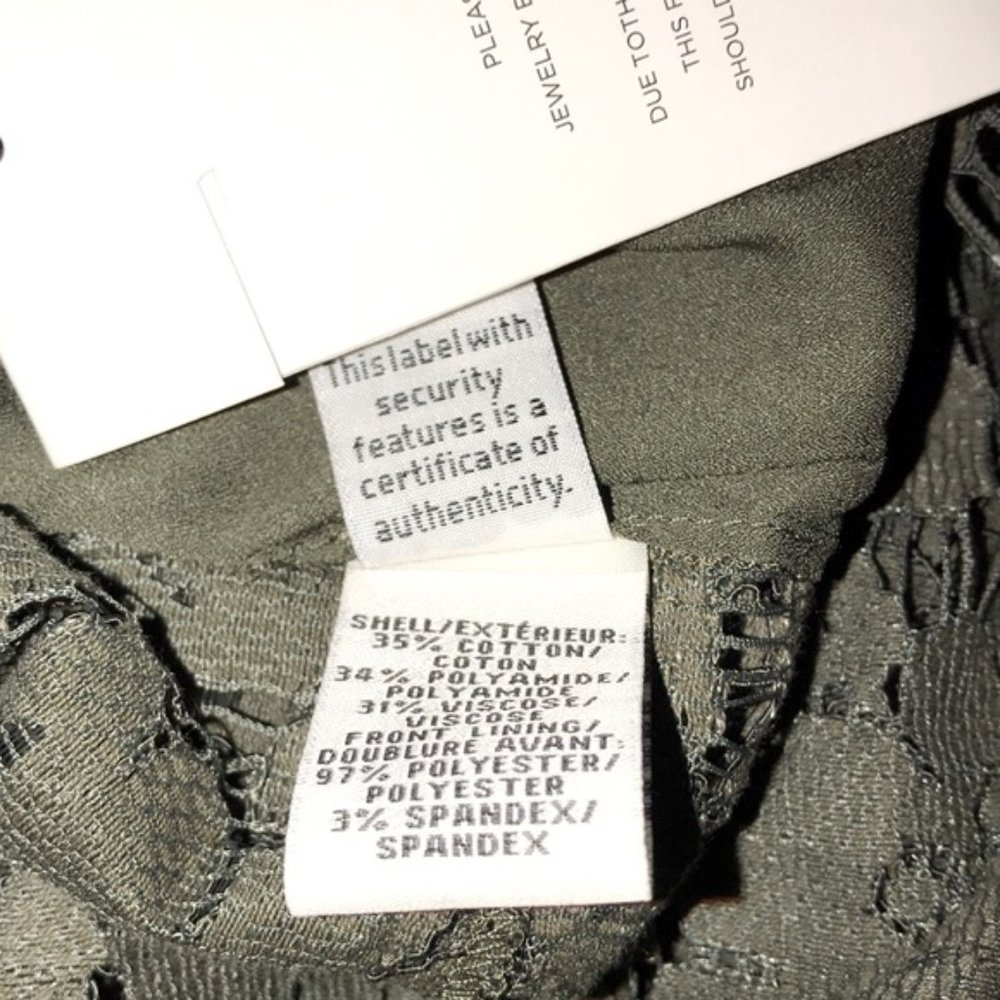 PLEAS
JEWELRY B
DUE TO TH
THIS F
SHOULD
This label with
security
features is a
certificate of
authenticity.
SHELL/EXTÉRIEUR:
35% COTTON/
COTON
34% POLYAMIDE/
POLYAMIDE
31% VISCOSE/
VISCOSE
FRONT LINING/
DOUBLURE AVANT:
97% POLYESTER/
POLYESTER
3% SPANDEX/
SPANDEX